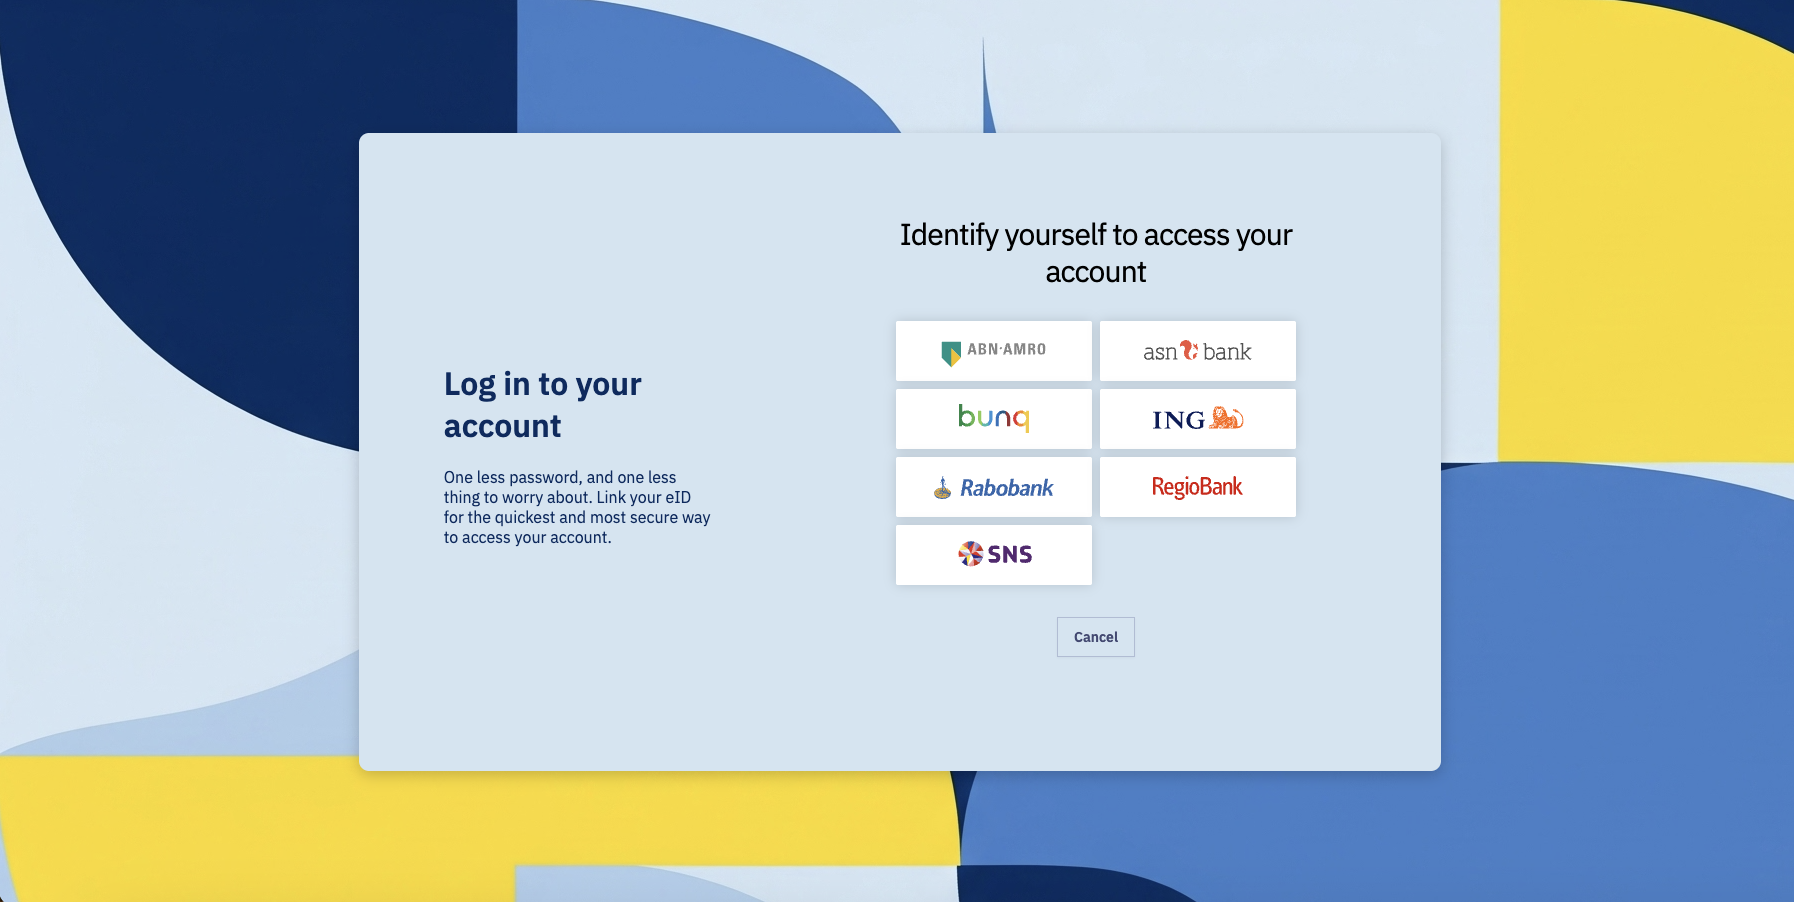 Identify yourself to access your
account
ABN·AMRO
asn bank
bunq
ING
Rabobank
RegioBank
SNS
Cancel
Log in to your
account
One less password, and one less
thing to worry about. Link your eID
for the quickest and most secure way
to access your account.